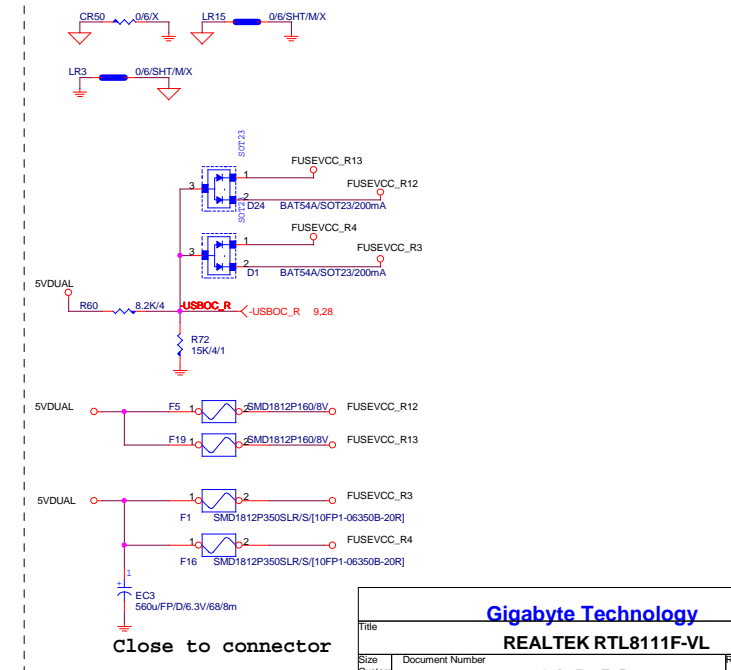 CR50 0/6/X LR15 0/6/SHT/M/X
LR3 0/6/SHT/M/X
SOT23
FUSEVCC_R13
1
3
FUSEVCC_R12
2
D24 BAT54A/SOT23/200mA
SOT23
FUSEVCC_R4
1
3
FUSEVCC_R3
2
D1 BAT54A/SOT23/200mA
5VDUAL
R60 8.2K/4 -USBOC_R
-USBOC_R 9,28
R72
15K/4/1
5VDUAL F5 1 2 SMD1812P160/8V FUSEVCC_R12
F19 1 2 SMD1812P160/8V FUSEVCC_R13
5VDUAL 1 2 FUSEVCC_R3
F1 SMD1812P350SLR/S/[10FP1-06350B-20R]
1 2 FUSEVCC_R4
F16 SMD1812P350SLR/S/[10FP1-06350B-20R]
1
+
EC3
560u/FP/D/6.3V/68/8m
Close to connector
Gigabyte Technology
Title
REALTEK RTL8111F-VL
Size Document Number